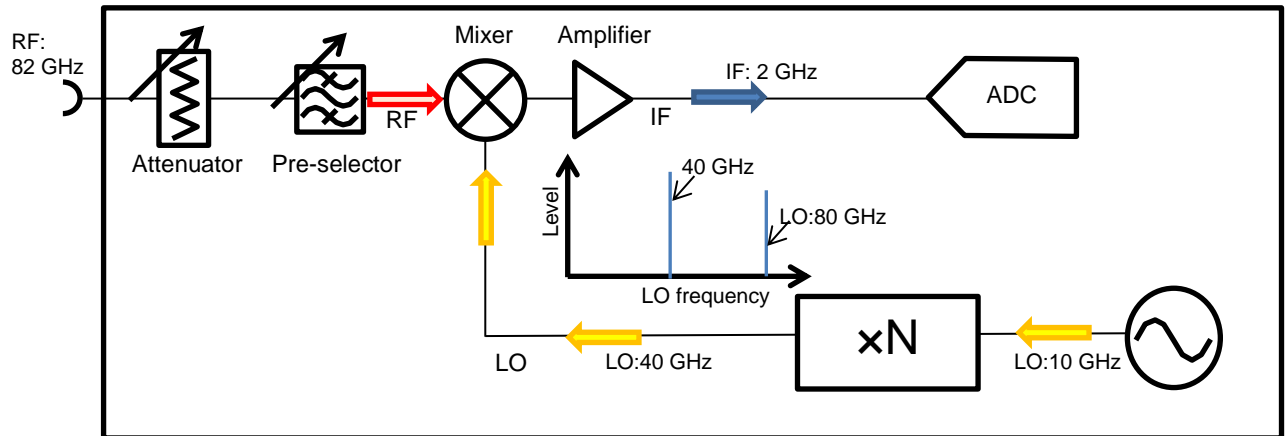 RF:
82 GHz
Mixer
Amplifier
IF: 2 GHz
ADC
RF
IF
Attenuator
Pre-selector
40 GHz
Level
LO:80 GHz
LO frequency
×N
LO
LO:40 GHz
LO:10 GHz